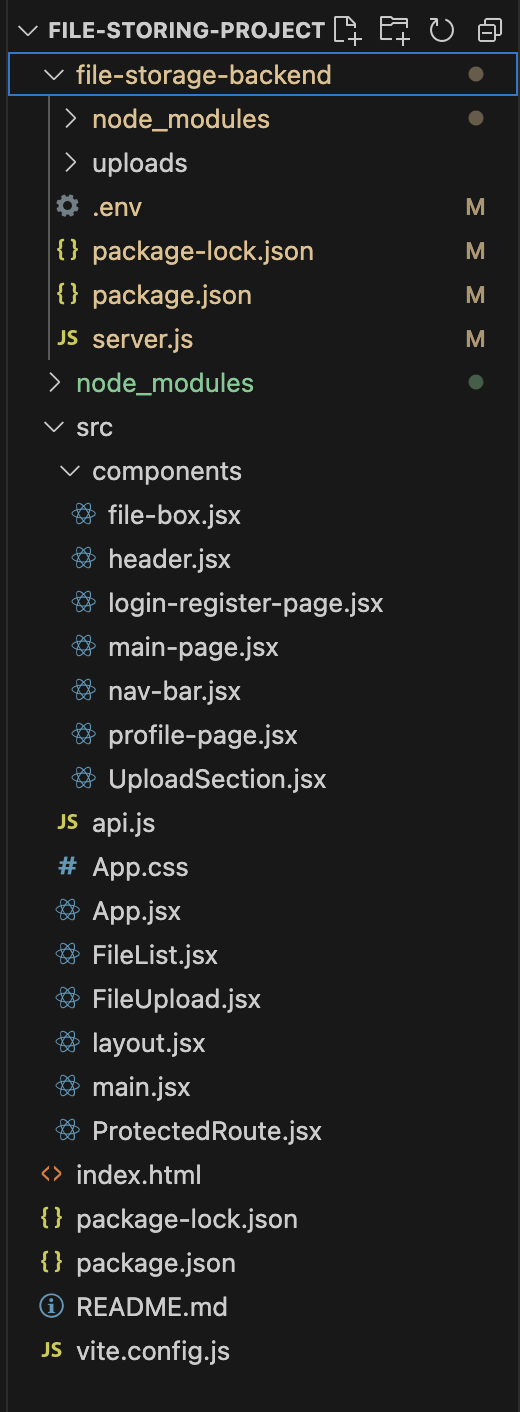 FILE-STORING-PROJECT
file-storage-backend
node_modules
uploads
.env M
{} package-lock.json M
{} package.json M
JS server.js M
node_modules
src
components
file-box.jsx
header.jsx
login-register-page.jsx
main-page.jsx
nav-bar.jsx
profile-page.jsx
UploadSection.jsx
JS api.js
# App.css
App.jsx
FileList.jsx
FileUpload.jsx
layout.jsx
main.jsx
ProtectedRoute.jsx
<> index.html
{} package-lock.json
{} package.json
README.md
JS vite.config.js